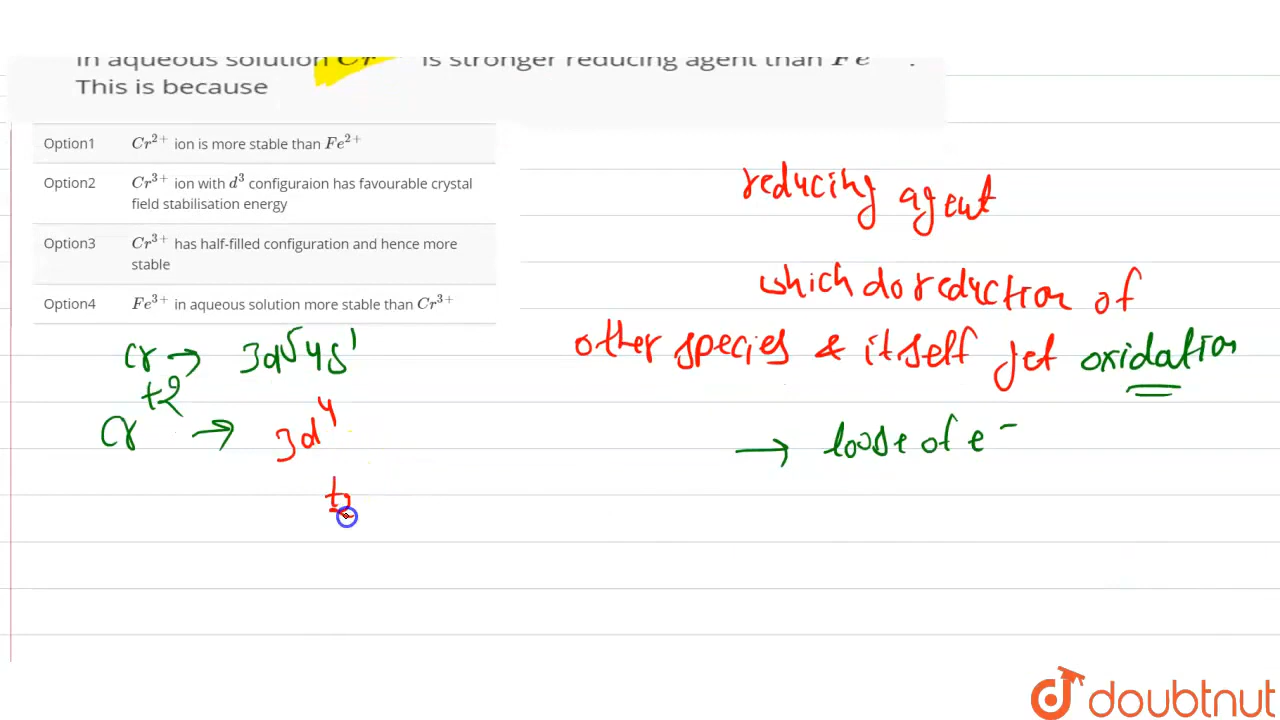 In aqueous solution Cr is stronger reducing agent than Fe .
This is because
Option1 Cr²⁺ ion is more stable than Fe²⁺
Option2 Cr³⁺ ion with d³ configuraion has favourable crystal
field stabilisation energy
Option3 Cr³⁺ has half-filled configuration and hence more
stable
Option4 Fe³⁺ in aqueous solution more stable than Cr³⁺
reducing agent
which do reduction of
other species & itself get oxidation
→ loose of e⁻
Cr → 3d⁵4s¹
Cr⁺² → 3d⁴
t₂
doubtnut